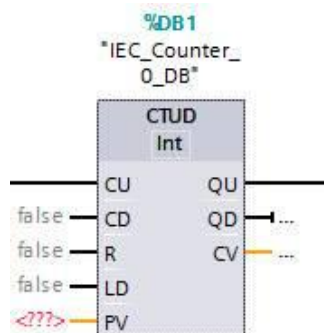 %DB1
"IEC_Counter_
0_DB"
CTUD
Int
CU QU
false CD QD ...
false R CV ...
false LD
<???> PV